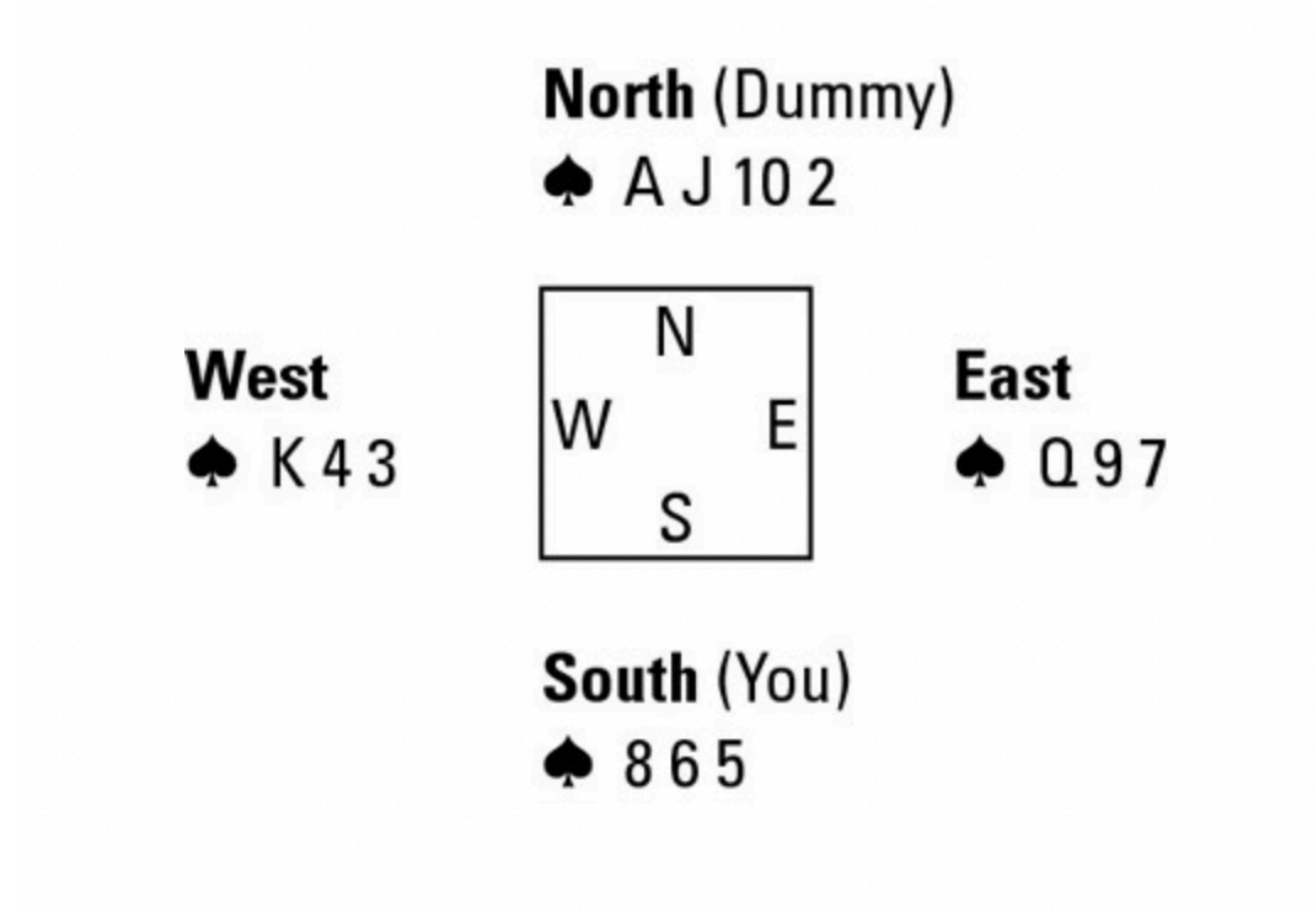 North (Dummy)
♠ A J 10 2
N
West
East
W E
♠ K 4 3
♠ Q 9 7
S
South (You)
♠ 8 6 5